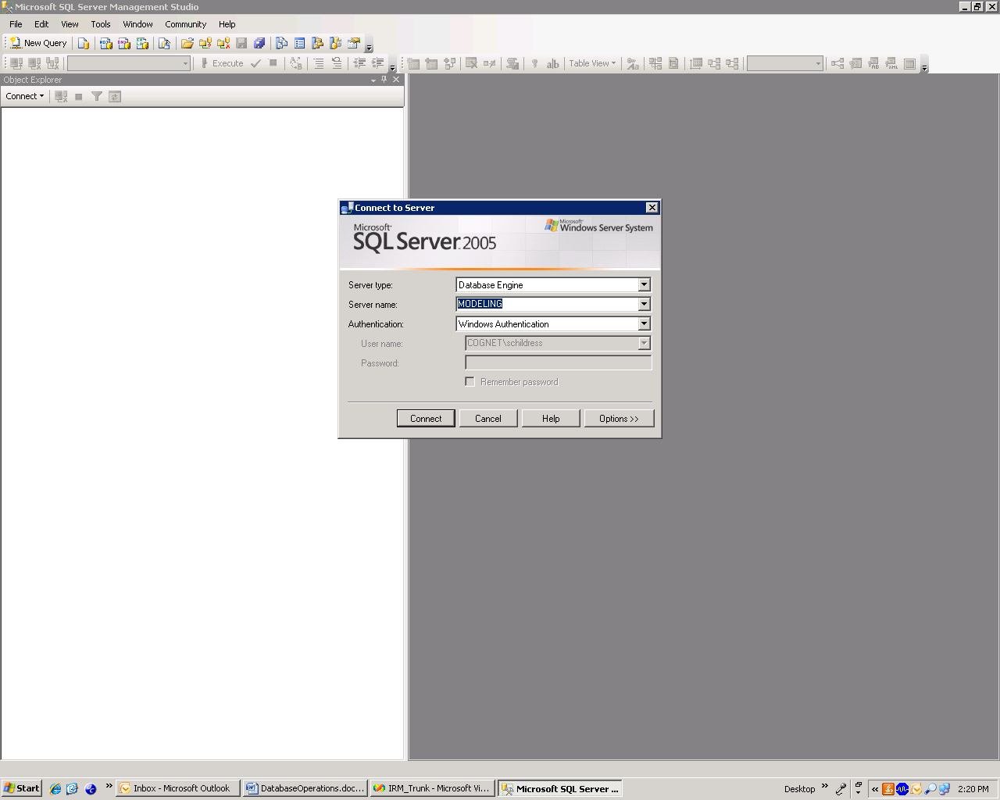 Microsoft SQL Server Management Studio
File Edit View Tools Window Community Help
New Query
Execute Table View
Object Explorer
Connect
Connect to Server
Microsoft
SQL Server 2005
Microsoft
Windows Server System
Server type: Database Engine
Server name: MODELING
Authentication: Windows Authentication
User name: COGNET\schildress
Password:
Remember password
Connect Cancel Help Options >>
Start » Inbox - Microsoft Outlook DatabaseOperations.doc... IRM_Trunk - Microsoft Vi... Microsoft SQL Server ... Desktop » « 2:20 PM